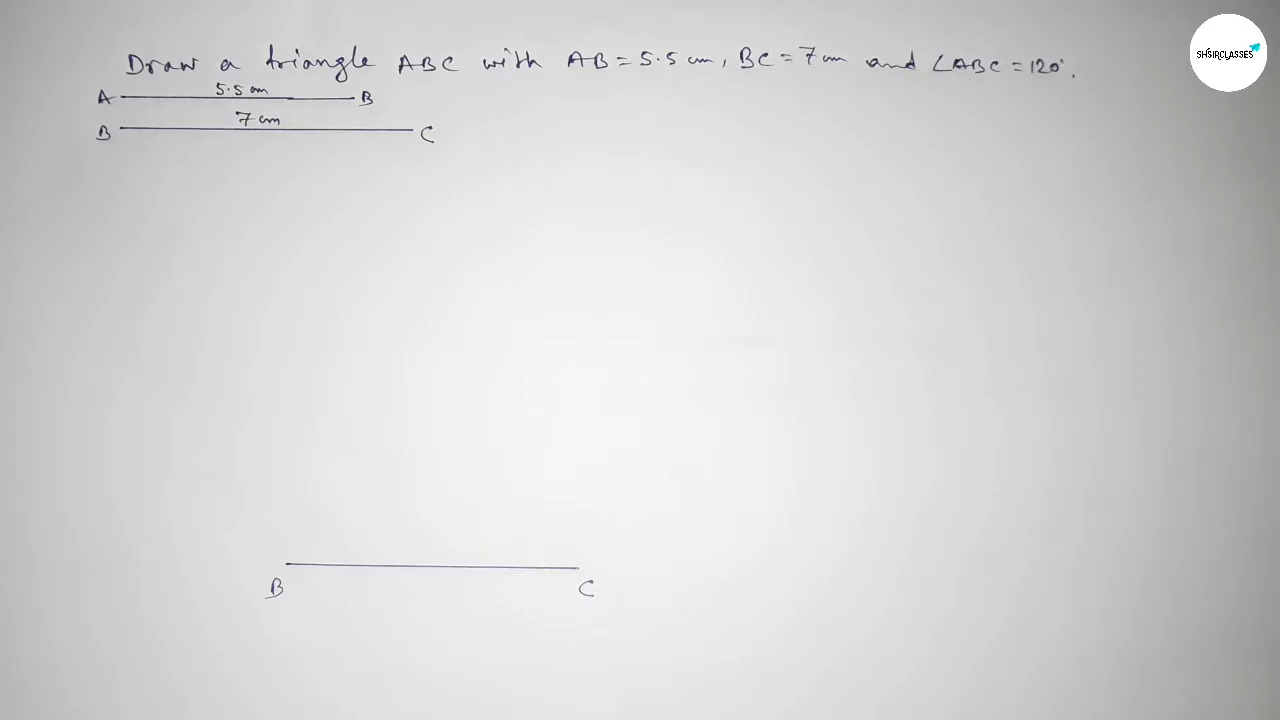 Draw a triangle ABC with AB = 5.5 cm, BC = 7 cm and ∠ABC = 120°.
SHSIRCLASSES
A 5.5 cm B
B 7 cm C
B C